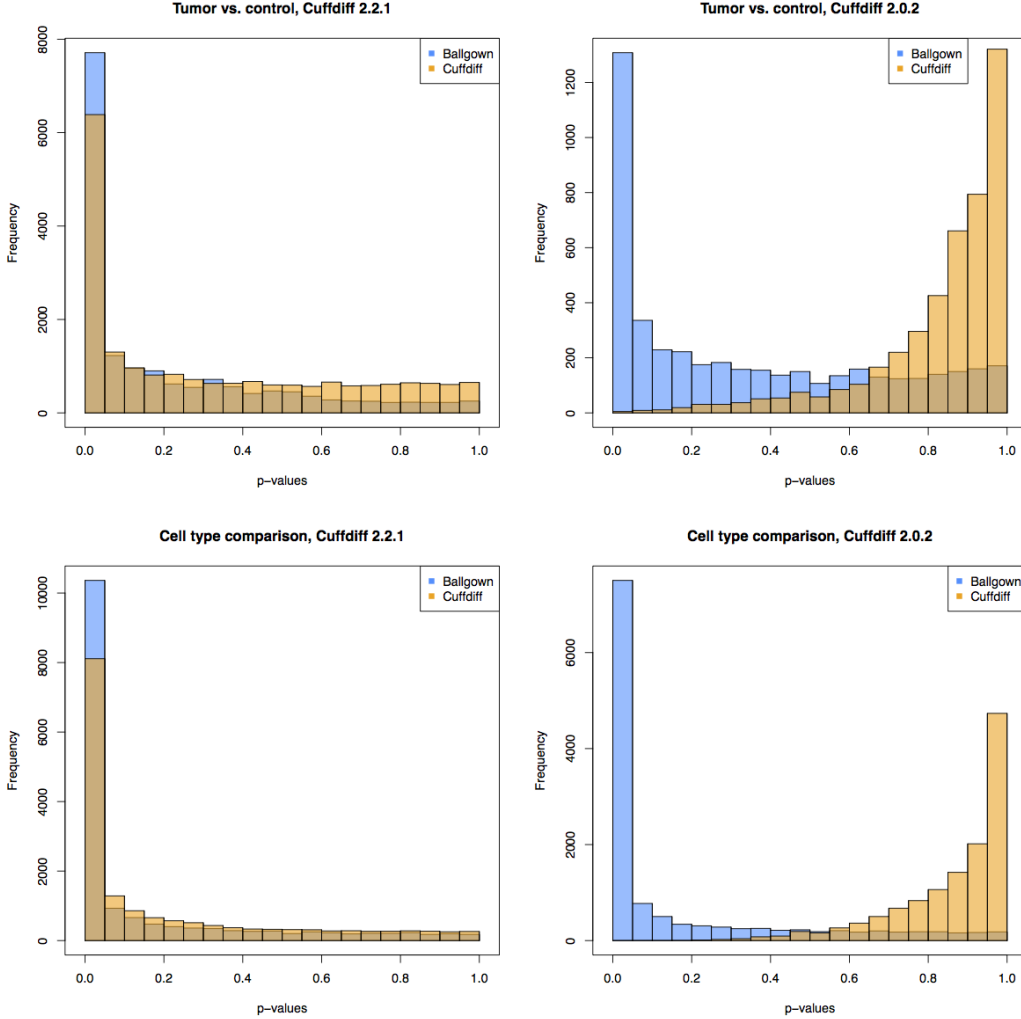 Tumor vs. control, Cuffdiff 2.2.1
Frequency
8000
6000
4000
2000
0
Ballgown
Cuffdiff
0.0 0.2 0.4 0.6 0.8 1.0
p−values
Tumor vs. control, Cuffdiff 2.0.2
Frequency
1200
1000
800
600
400
200
0
Ballgown
Cuffdiff
0.0 0.2 0.4 0.6 0.8 1.0
p−values
Cell type comparison, Cuffdiff 2.2.1
Frequency
10000
8000
6000
4000
2000
0
Ballgown
Cuffdiff
0.0 0.2 0.4 0.6 0.8 1.0
p−values
Cell type comparison, Cuffdiff 2.0.2
Frequency
6000
4000
2000
0
Ballgown
Cuffdiff
0.0 0.2 0.4 0.6 0.8 1.0
p−values